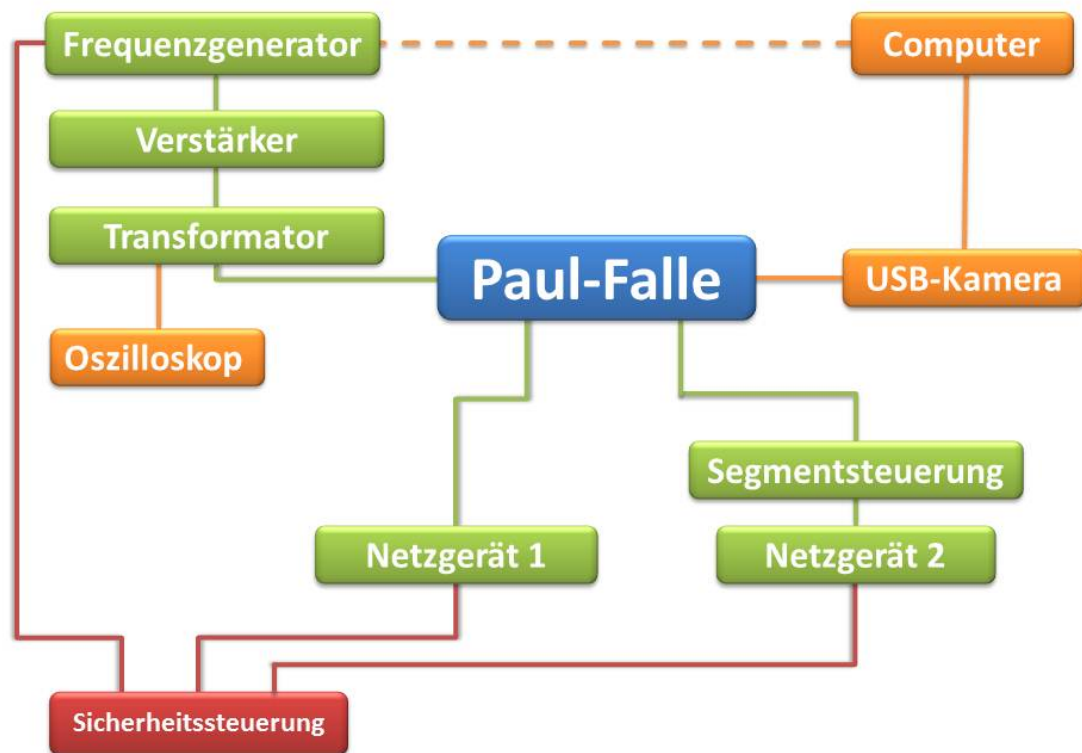 Frequenzgenerator
Computer
Verstärker
Transformator
Paul-Falle
USB-Kamera
Oszilloskop
Segmentsteuerung
Netzgerät 1
Netzgerät 2
Sicherheitssteuerung